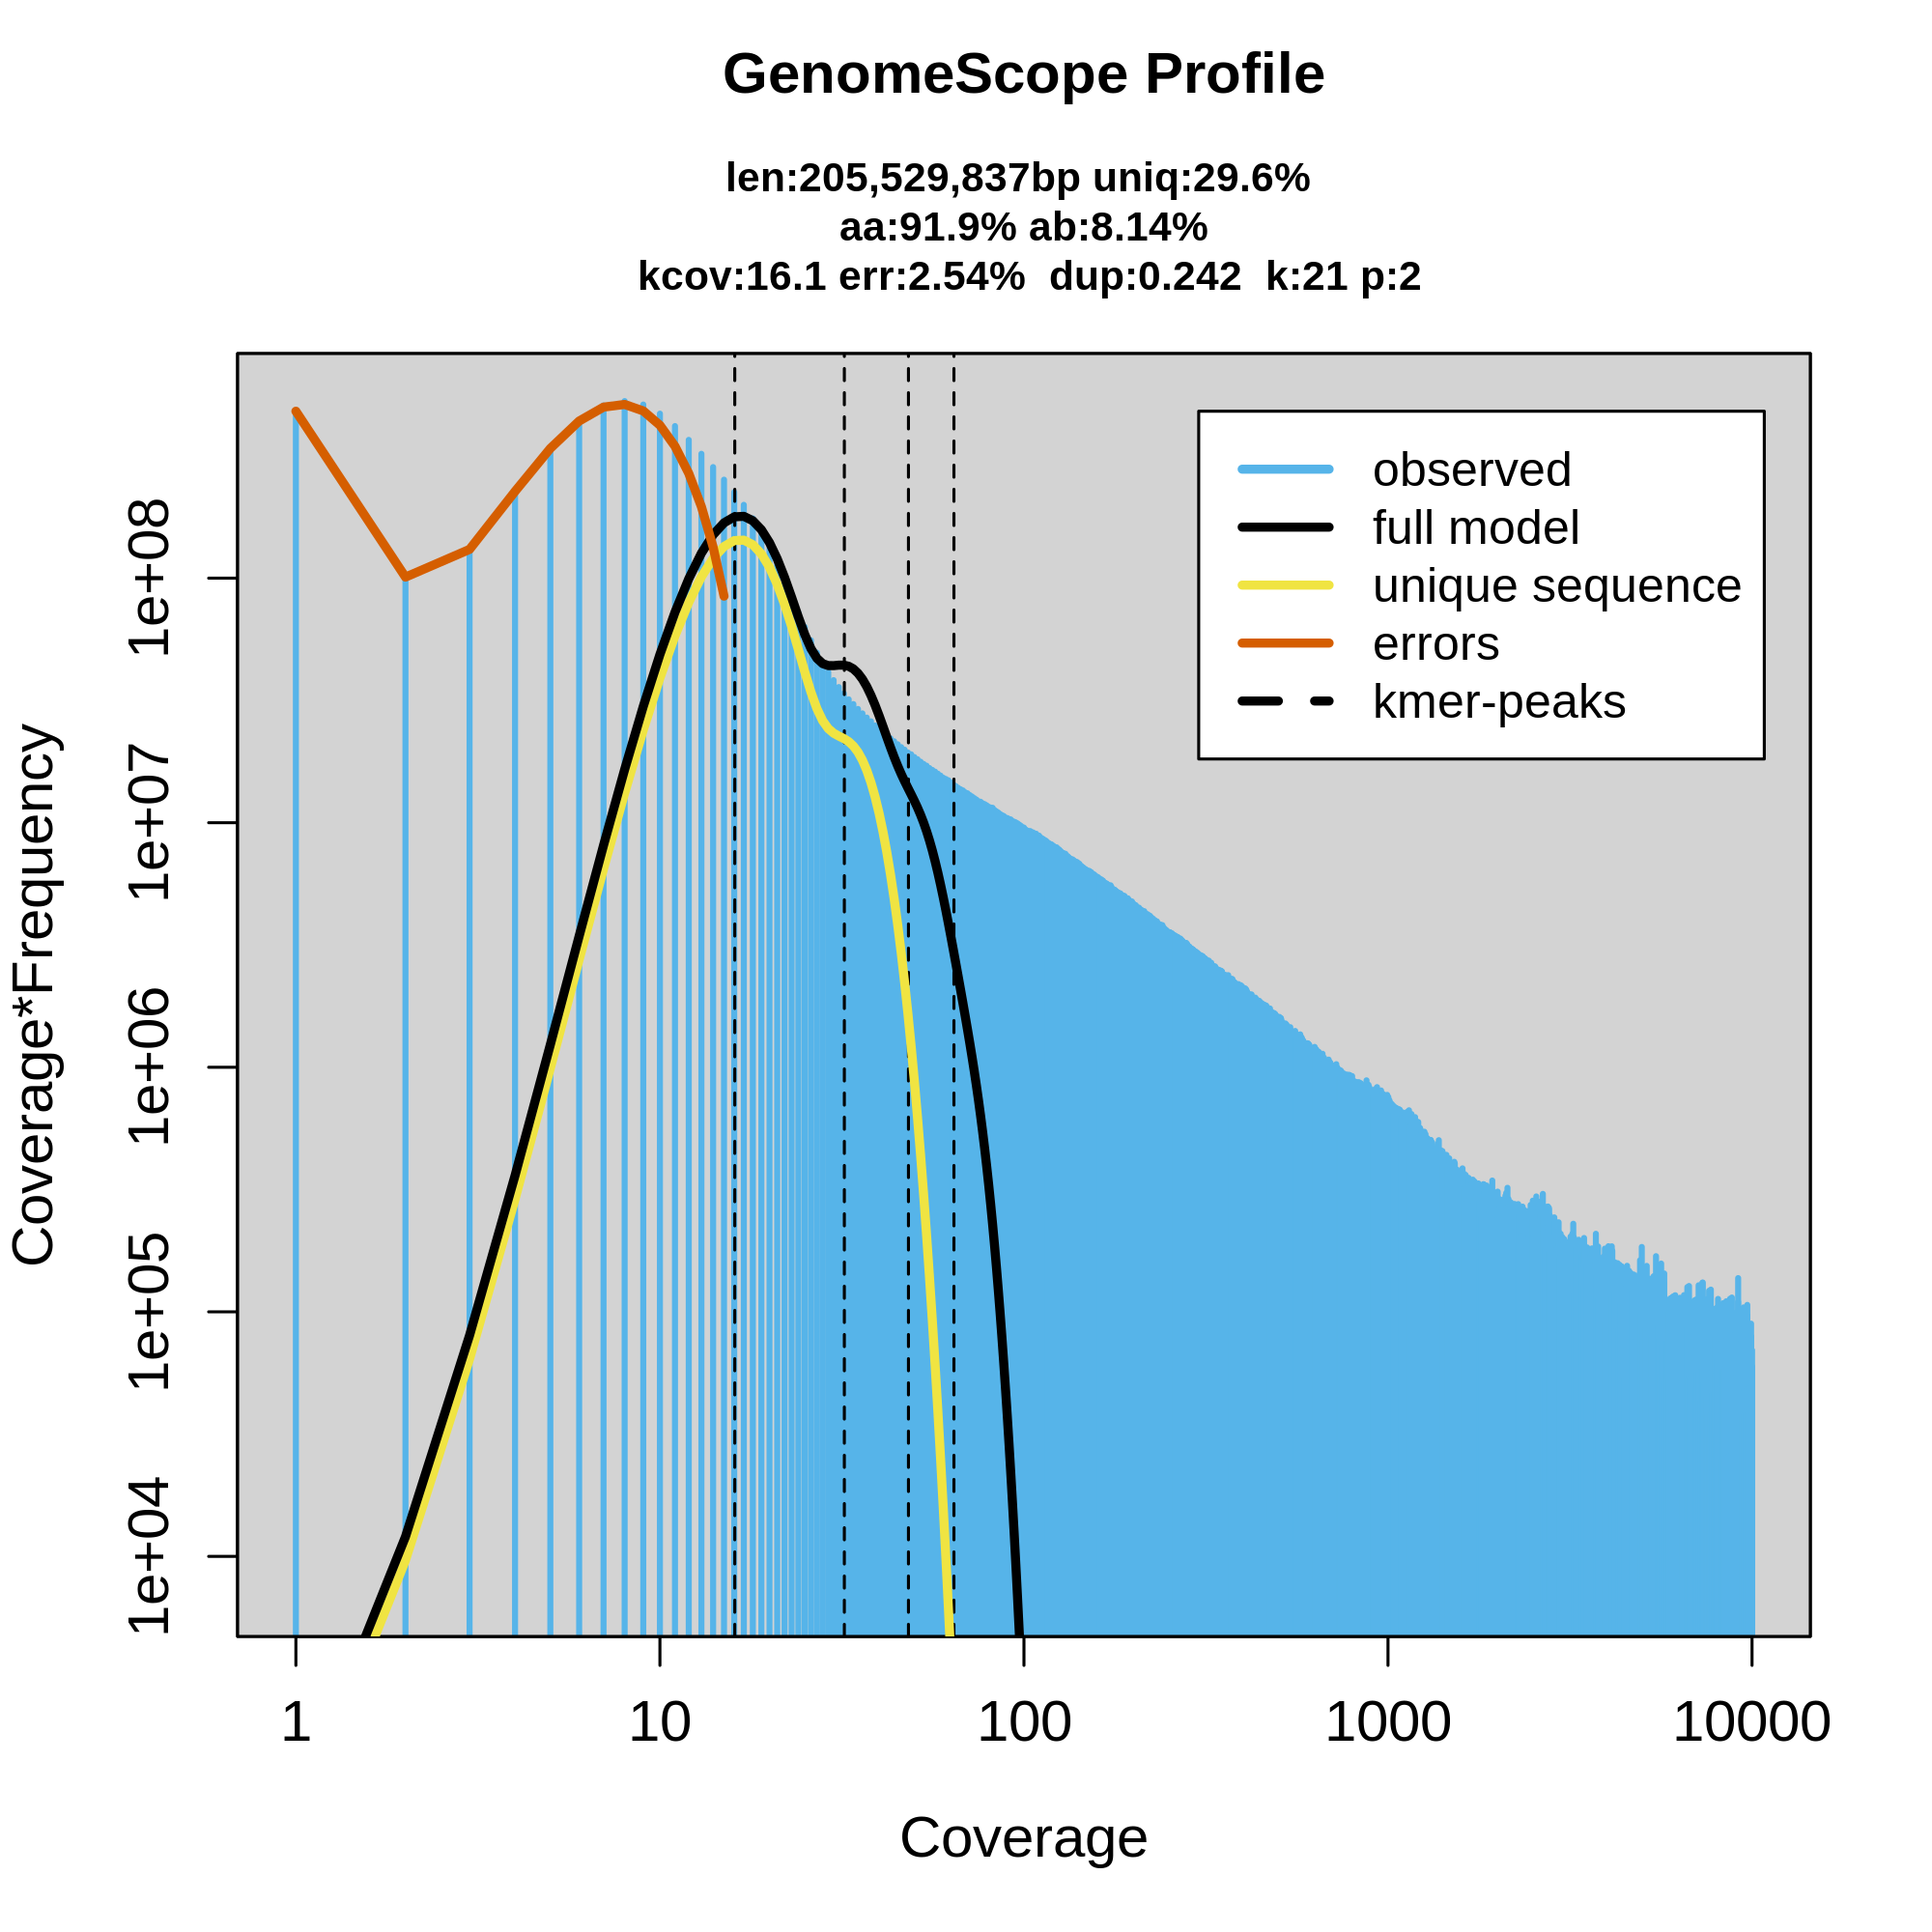 GenomeScope Profile
len:205,529,837bp uniq:29.6%
aa:91.9% ab:8.14%
kcov:16.1 err:2.54% dup:0.242 k:21 p:2
observed
full model
unique sequence
errors
kmer-peaks
Coverage*Frequency
1e+08
1e+07
1e+06
1e+05
1e+04
1 10 100 1000 10000
Coverage